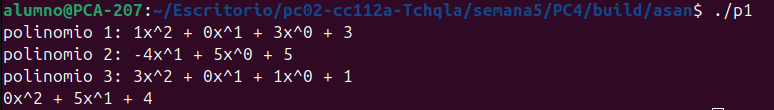 alumno@PCA-207:~/Escritorio/pc02-cc112a-Tchqla/semana5/PC4/build/asan$ ./p1
polinomio 1: 1x^2 + 0x^1 + 3x^0 + 3
polinomio 2: -4x^1 + 5x^0 + 5
polinomio 3: 3x^2 + 0x^1 + 1x^0 + 1
0x^2 + 5x^1 + 4